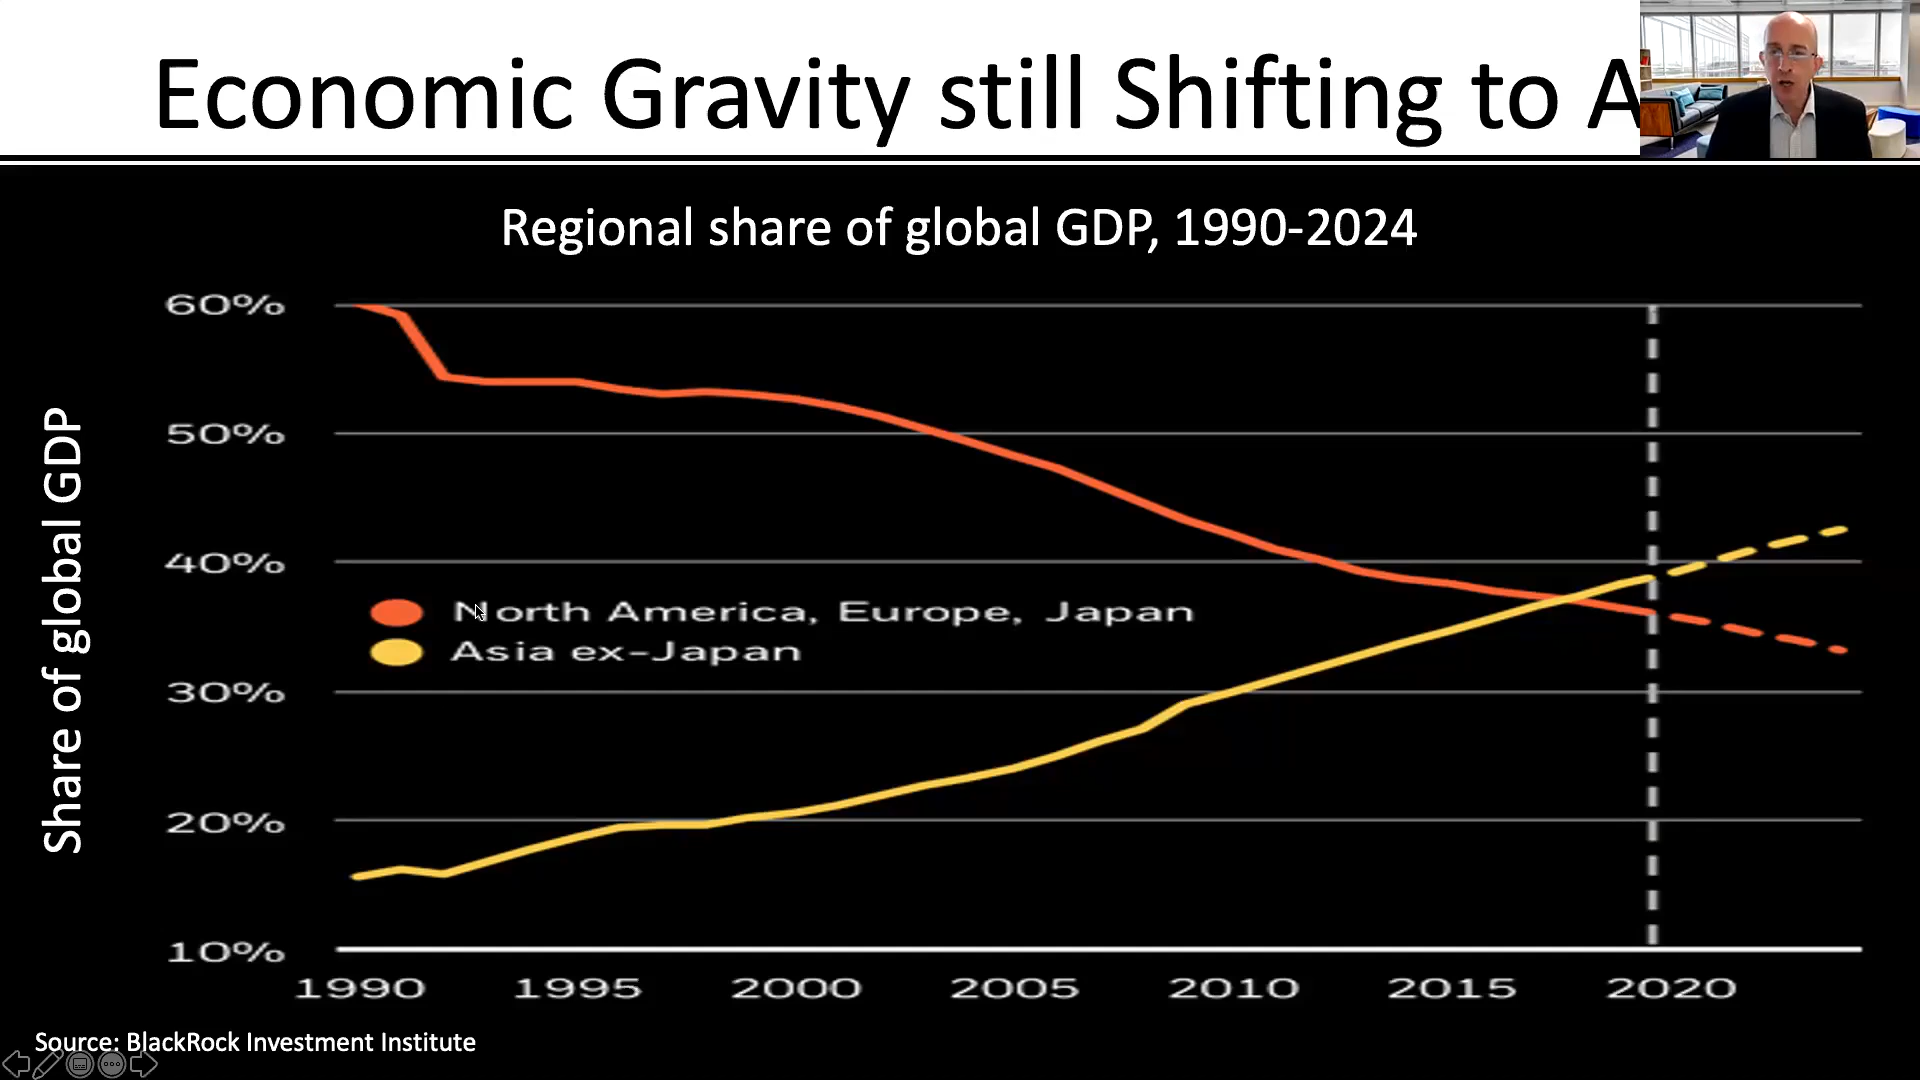 Economic Gravity still Shifting to A
Regional share of global GDP, 1990-2024
Share of global GDP
60%
50%
40%
30%
20%
10%
North America, Europe, Japan
Asia ex-Japan
1990 1995 2000 2005 2010 2015 2020
Source: BlackRock Investment Institute